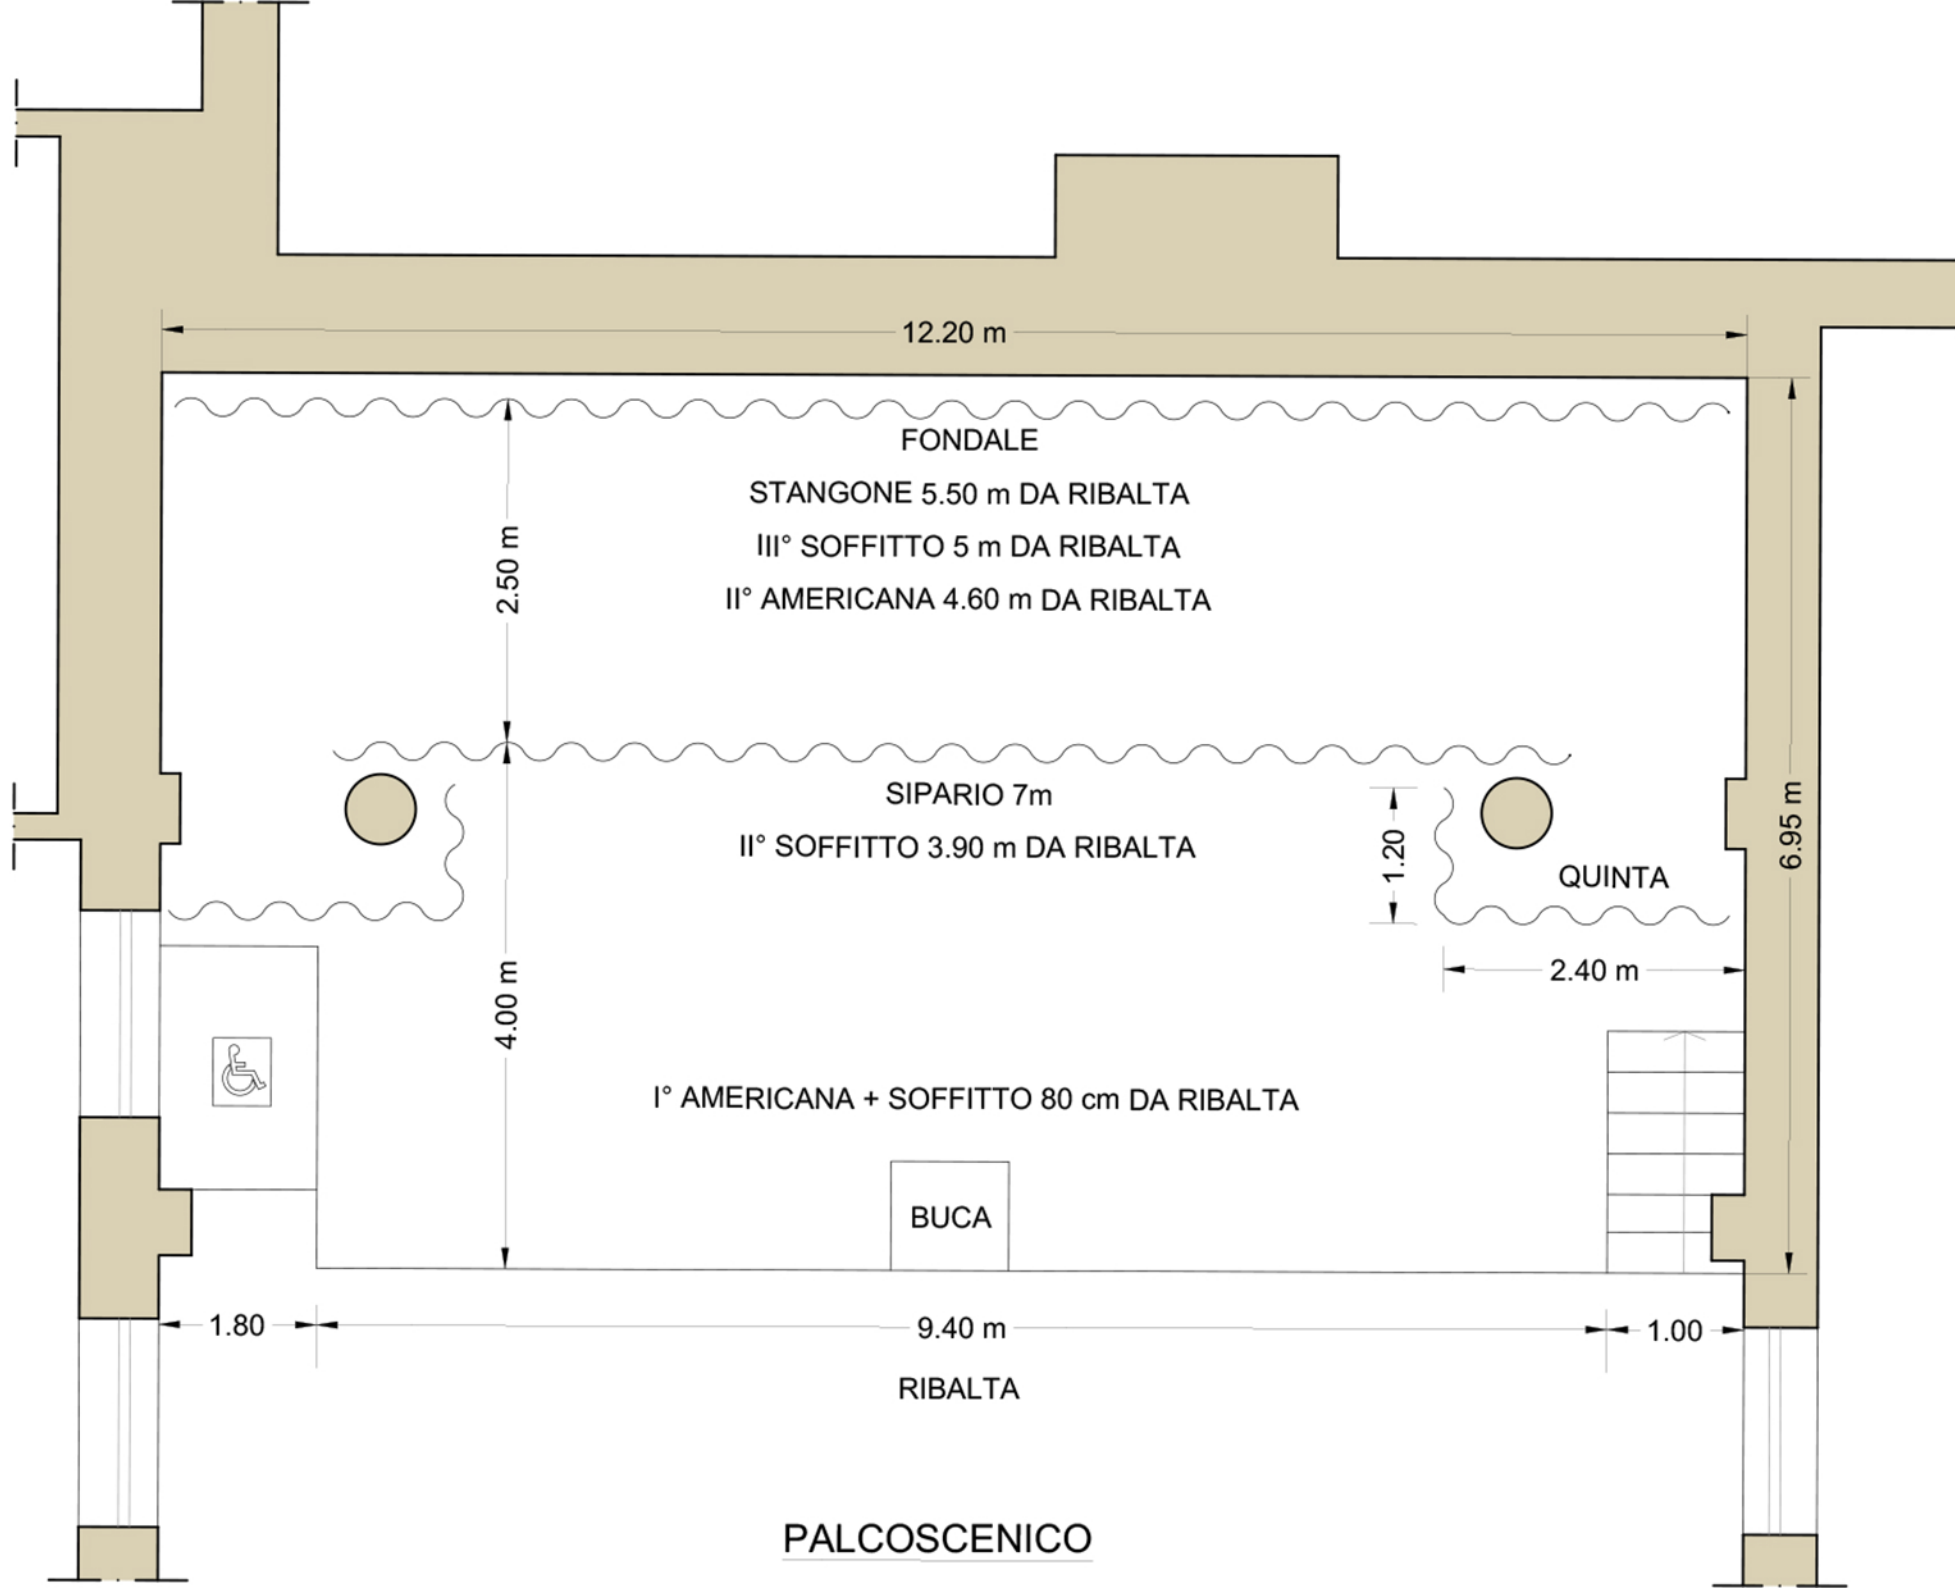 12.20 m
FONDALE
STANGONE 5.50 m DA RIBALTA
III° SOFFITTO 5 m DA RIBALTA
II° AMERICANA 4.60 m DA RIBALTA
2.50 m
SIPARIO 7m
II° SOFFITTO 3.90 m DA RIBALTA
1.20
QUINTA
6.95 m
2.40 m
4.00 m
I° AMERICANA + SOFFITTO 80 cm DA RIBALTA
BUCA
1.80
9.40 m
1.00
RIBALTA
PALCOSCENICO